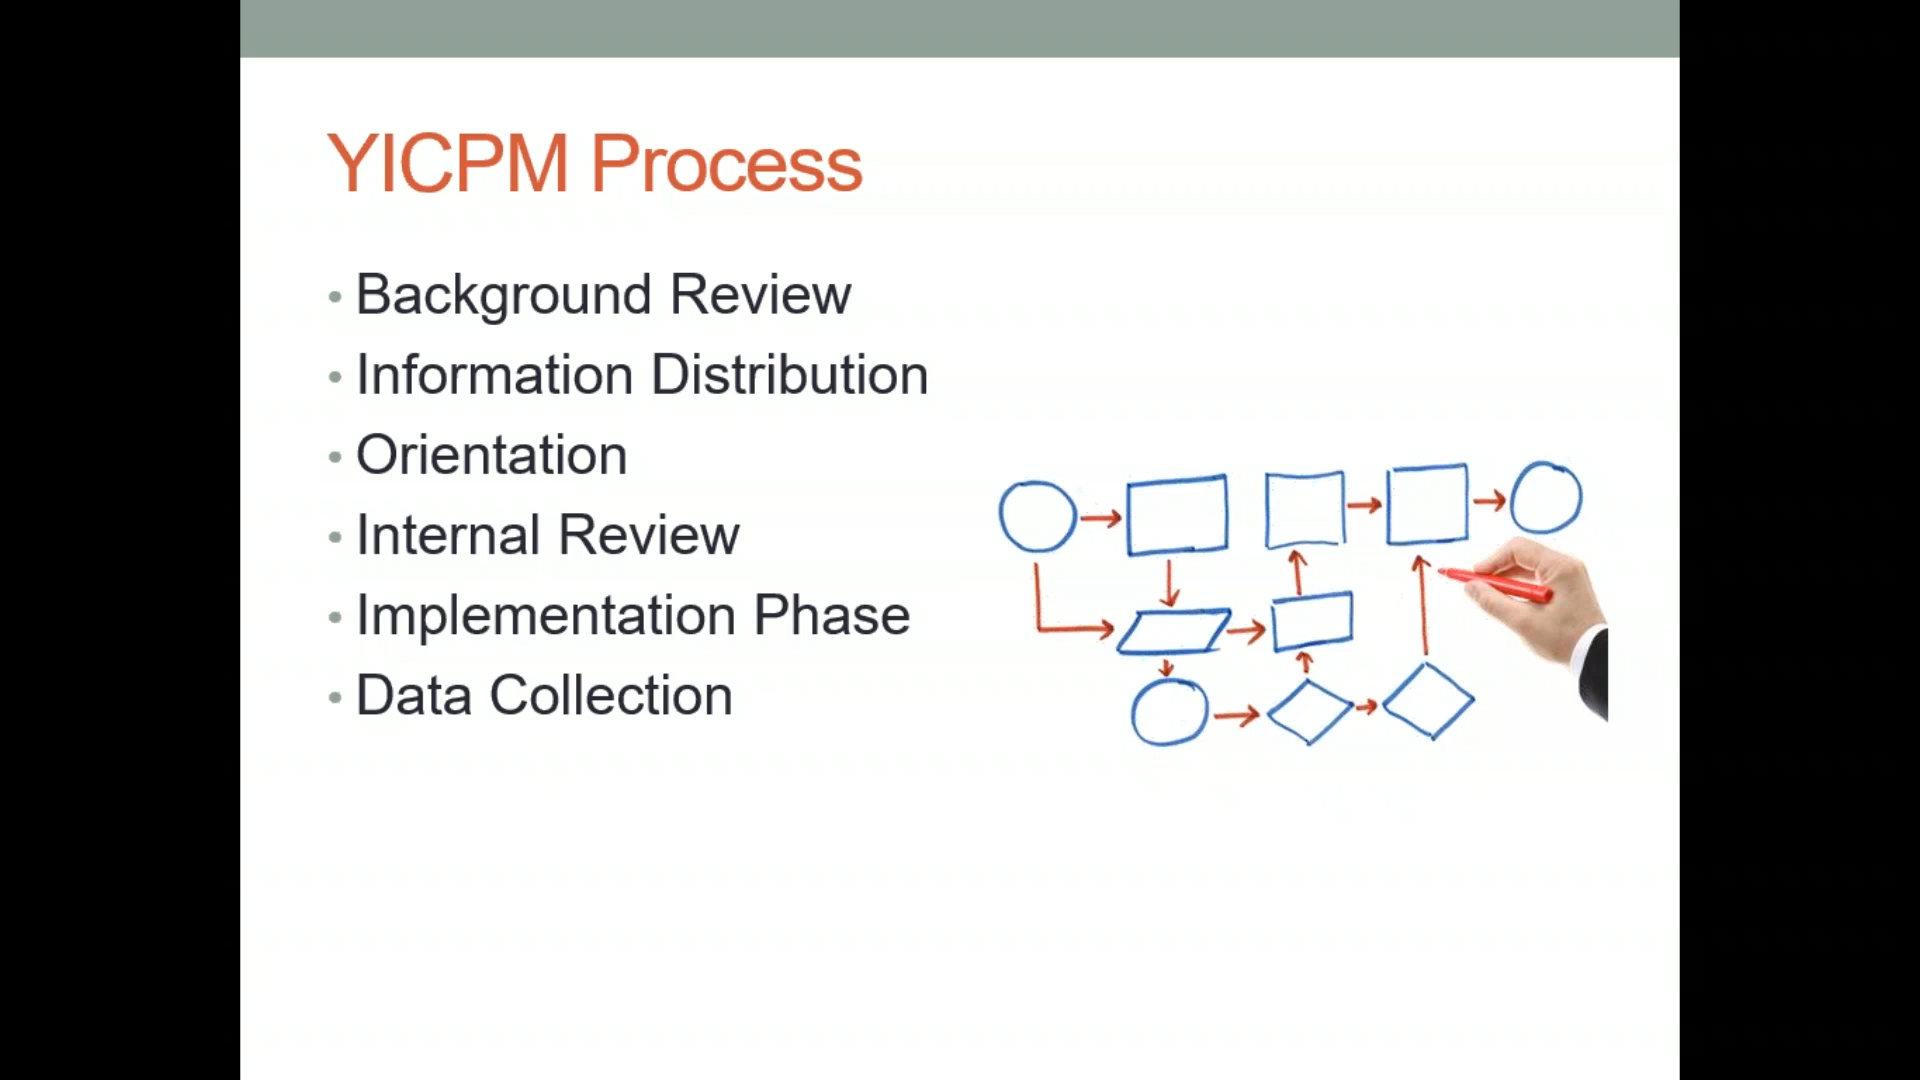 YICPM Process
• Background Review
• Information Distribution
• Orientation
• Internal Review
• Implementation Phase
• Data Collection